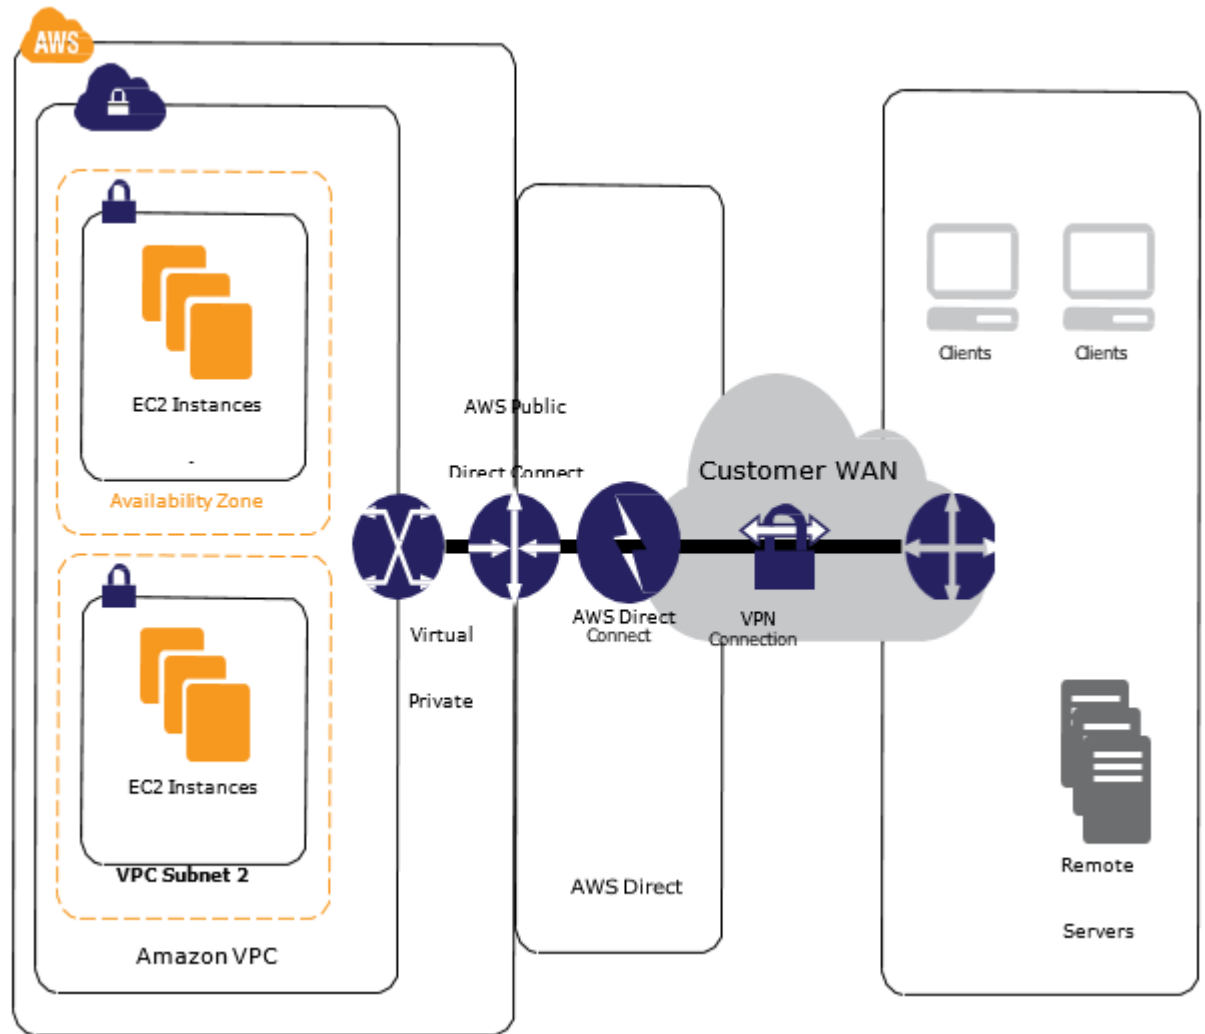 AWS
Clients
Clients
EC2 Instances
AWS Public
Direct Connect
Customer WAN
Availability Zone
AWS Direct
Connect
VPN
Connection
Virtual
Private
EC2 Instances
VPC Subnet 2
AWS Direct
Remote
Servers
Amazon VPC